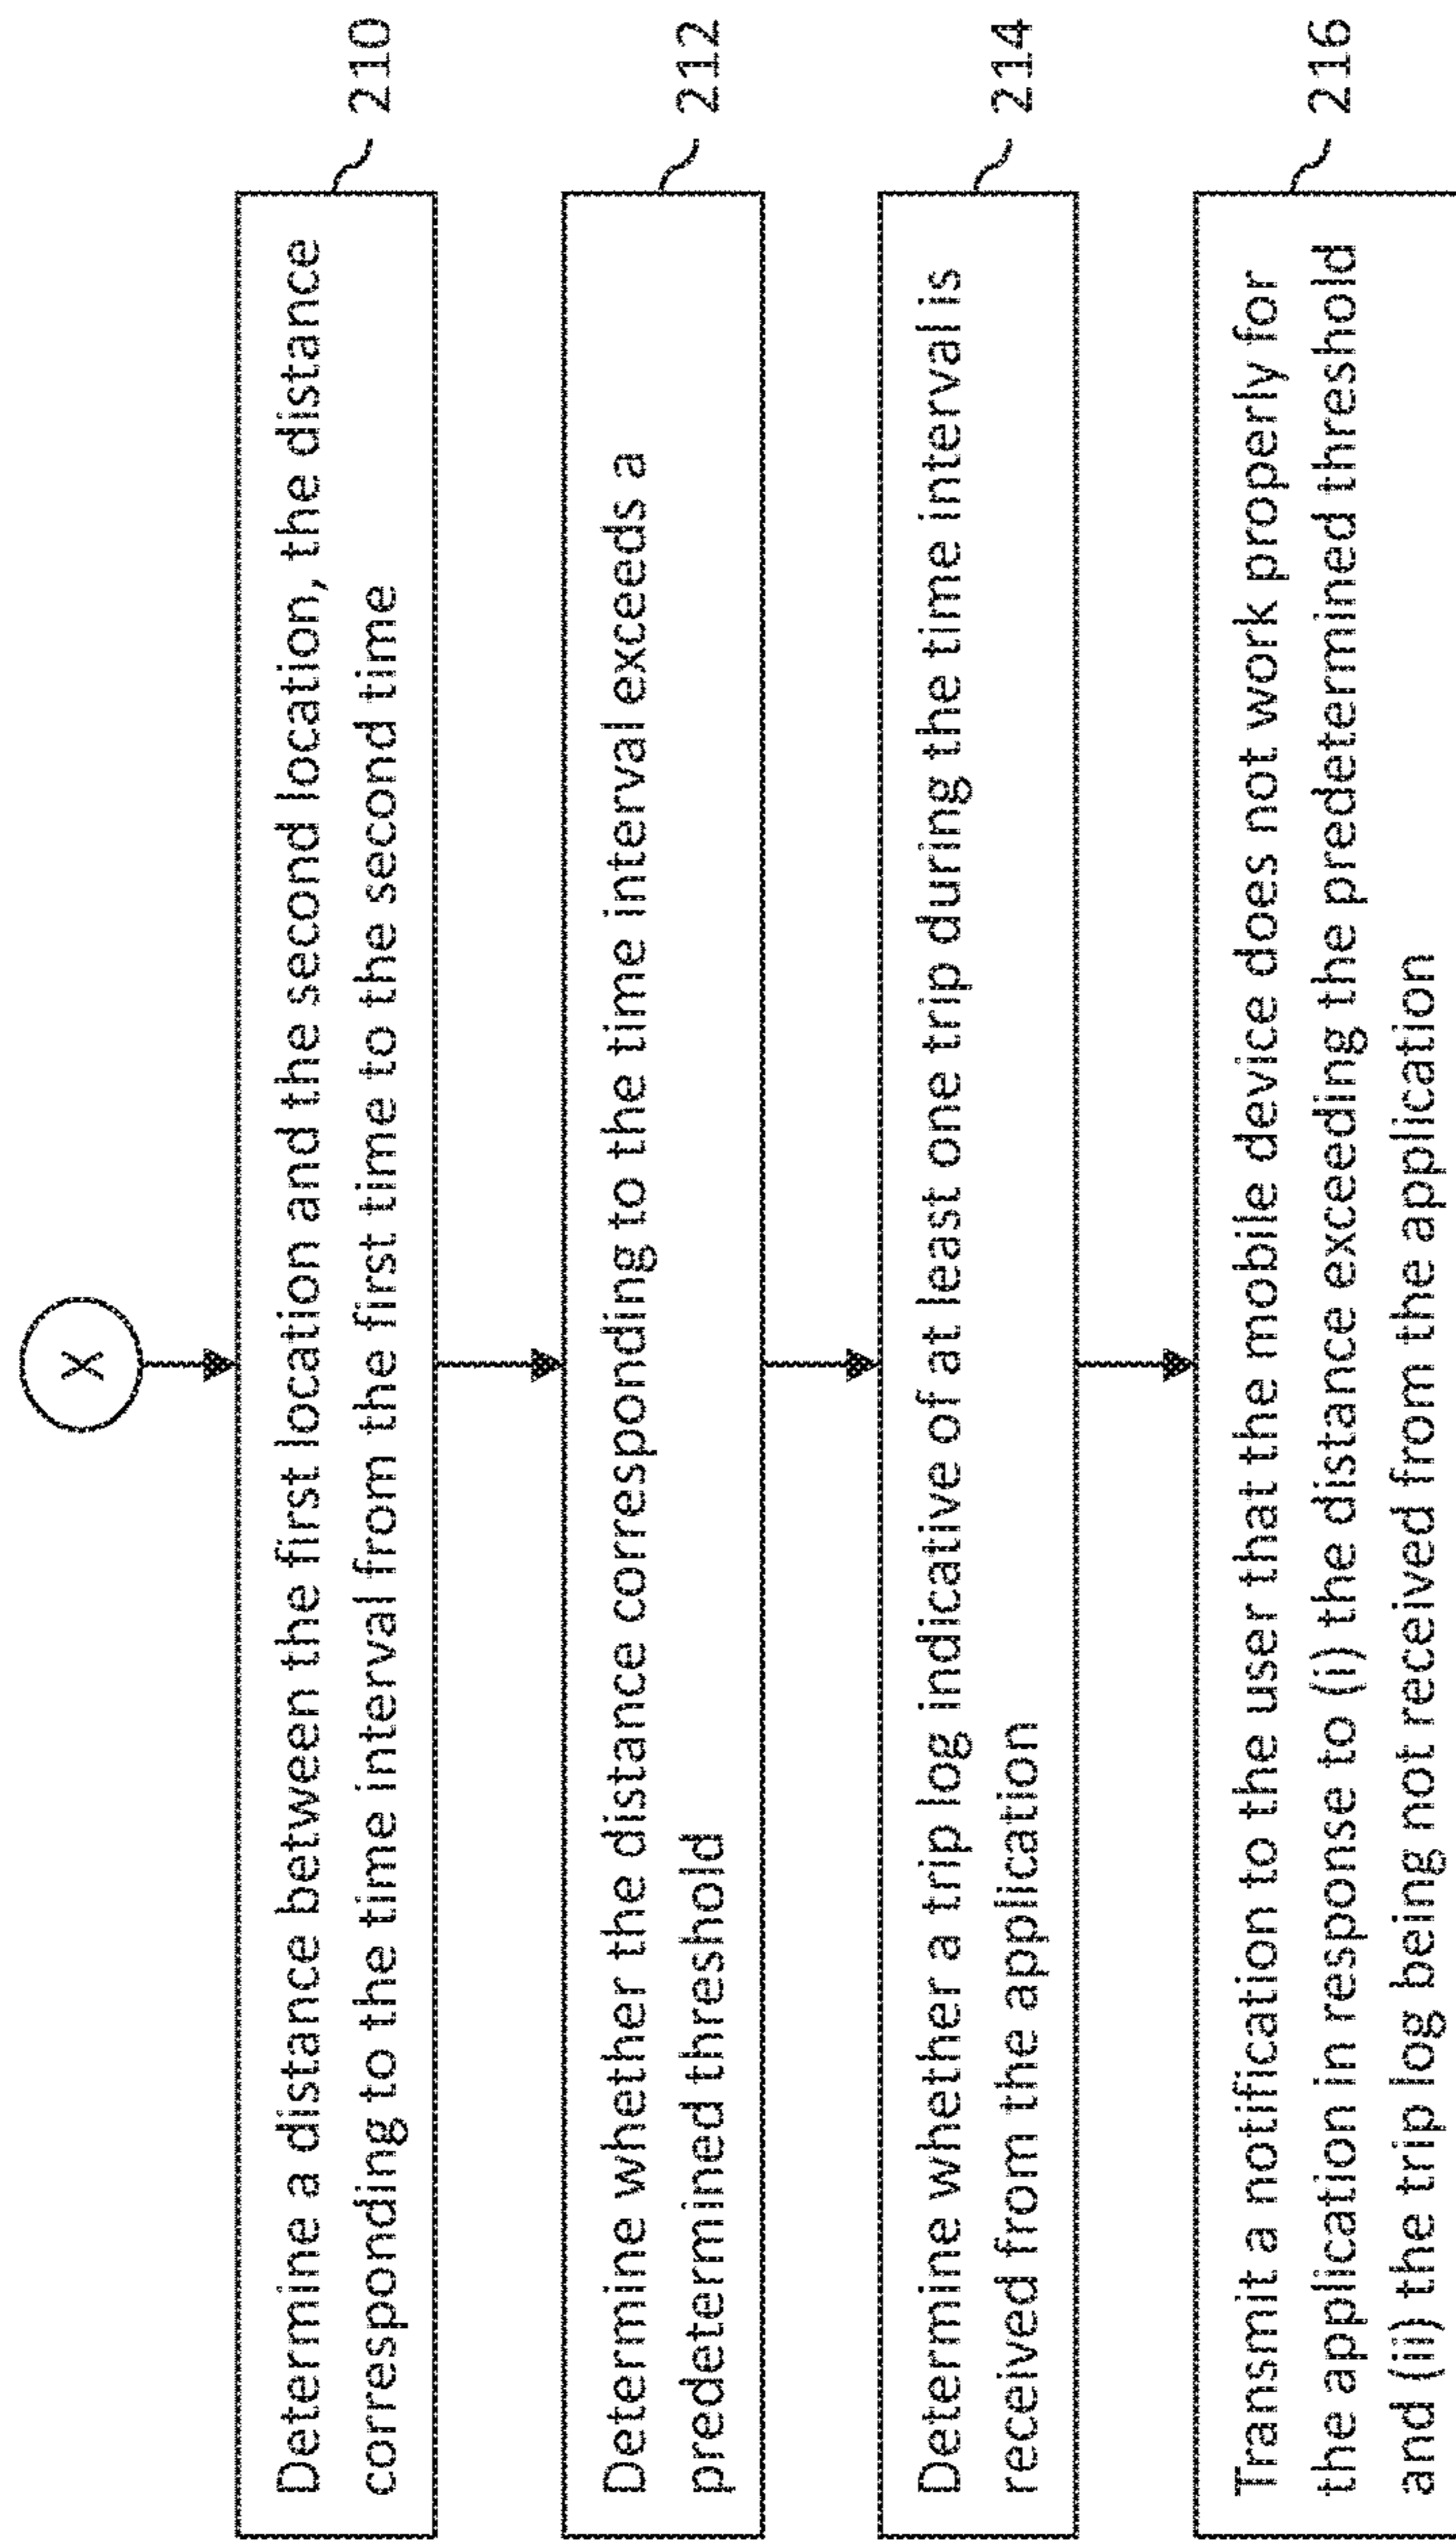 X
Determine a distance between the first location and the second location, the distance
corresponding to the time interval from the first time to the second time
210
Determine whether the distance corresponding to the time interval exceeds a
predetermined threshold
212
Determine whether a trip log indicative of at least one trip during the time interval is
received from the application
214
Transmit a notification to the user that the mobile device does not work properly for
the application in response to (i) the distance exceeding the predetermined threshold
and (ii) the trip log being not received from the application
216